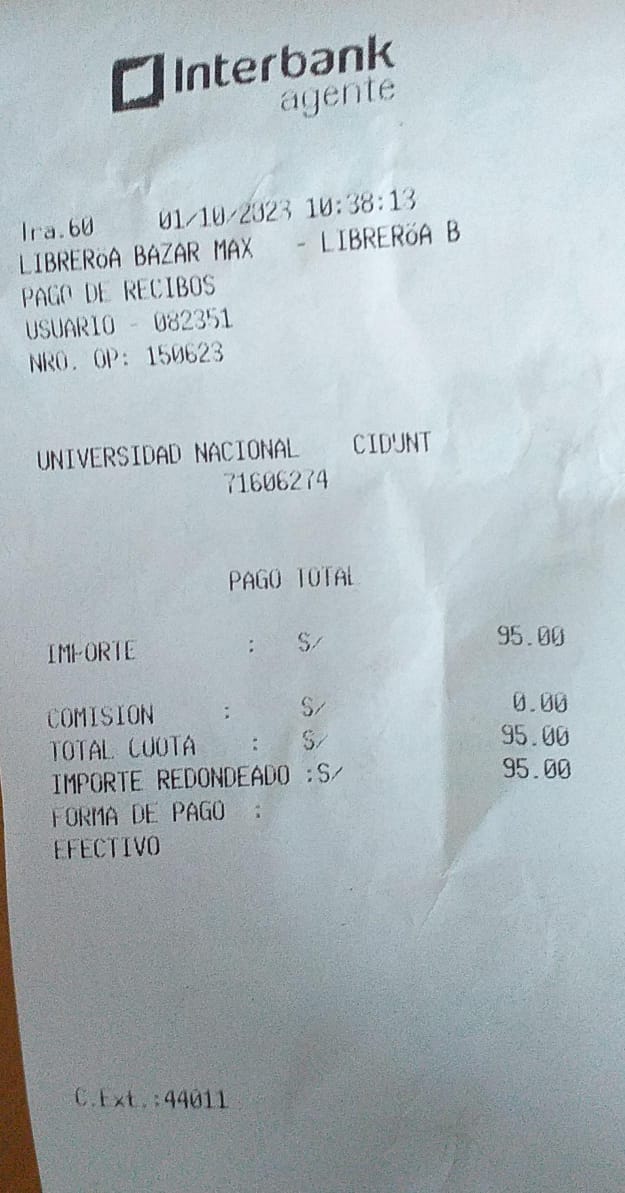 Interbank
agente
Tra.60 01/10/2023 10:38:13
LIBRERöA BAZAR MAX - LIBRERöA B
PAGO DE RECIBOS
USUARIO - 082351
NRO. OP: 150623
UNIVERSIDAD NACIONAL CIDUNT
71606274
PAGO TOTAL
IMPORTE : S/ 95.00
COMISION : S/ 0.00
TOTAL CUOTA : S/ 95.00
IMPORTE REDONDEADO :S/ 95.00
FORMA DE PAGO :
EFECTIVO
C.Ext.:44011